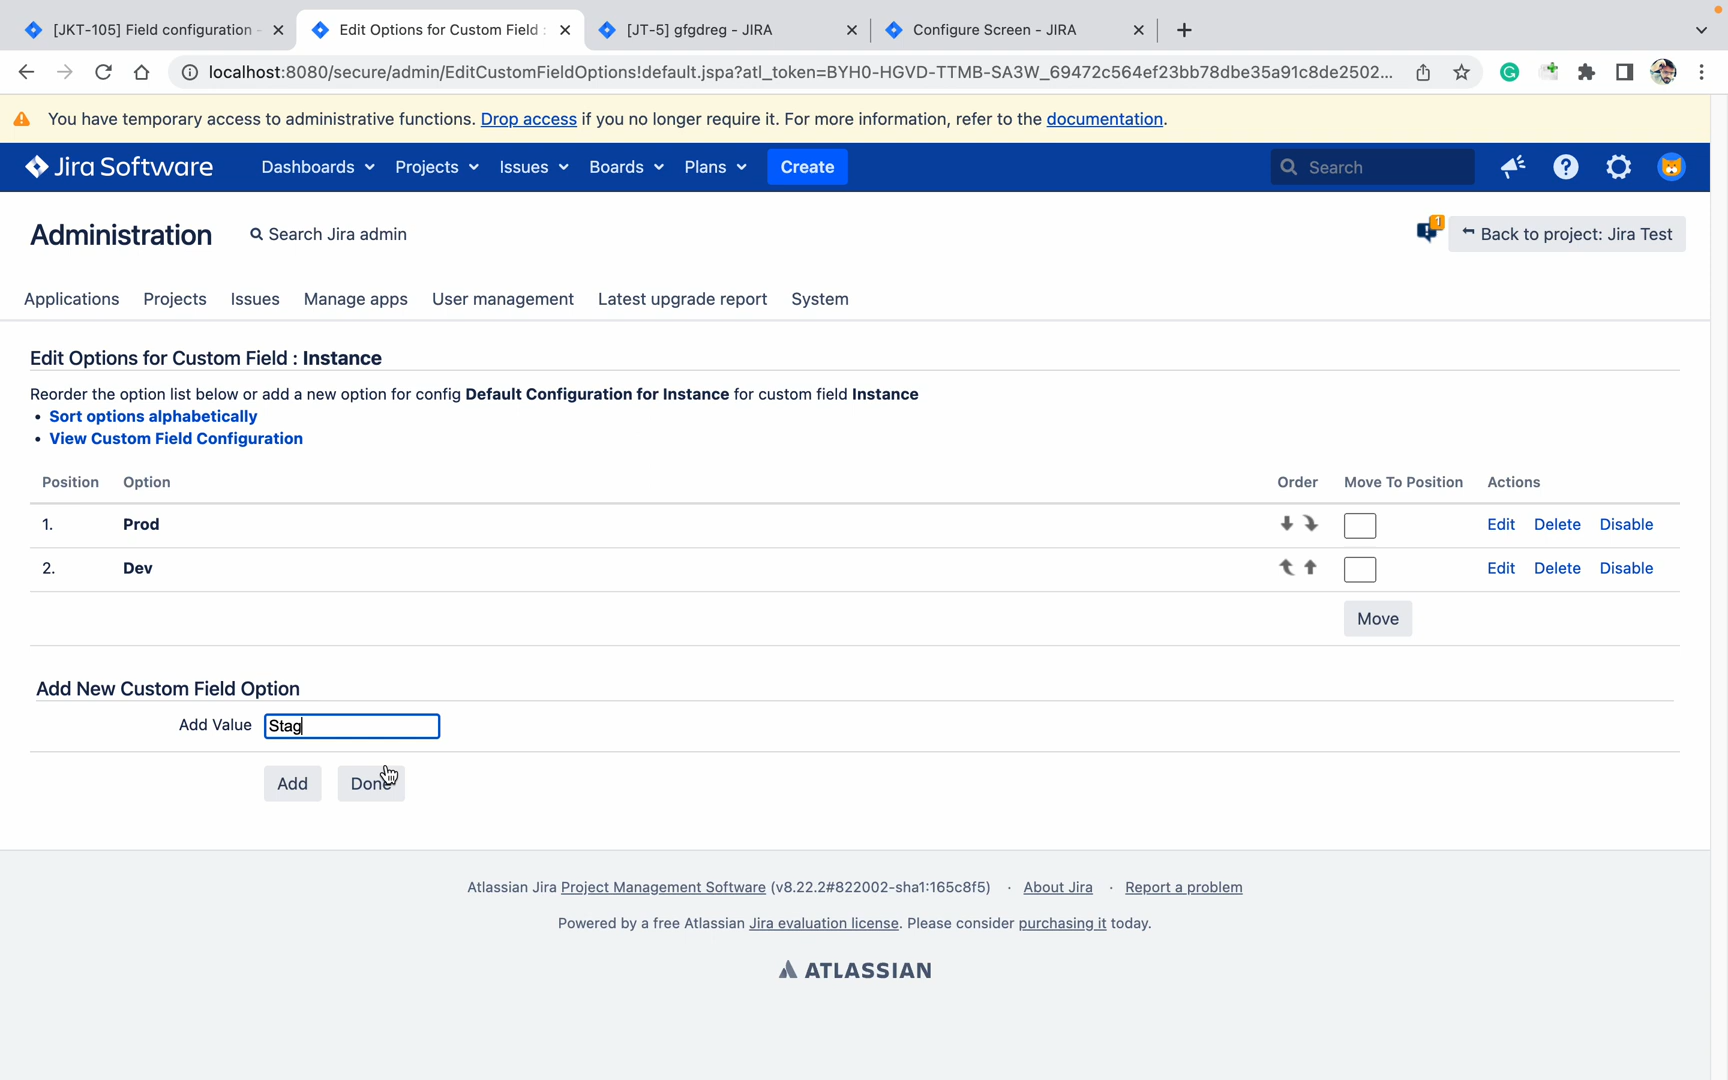 [JKT-105] Field configuration -
Edit Options for Custom Field :
[JT-5] gfgdreg - JIRA
Configure Screen - JIRA
localhost:8080/secure/admin/EditCustomFieldOptions!default.jspa?atl_token=BYH0-HGVD-TTMB-SA3W_69472c564ef23bb78dbe35a91c8de2502...
You have temporary access to administrative functions. Drop access if you no longer require it. For more information, refer to the documentation.
Jira Software Dashboards Projects Issues Boards Plans Create Search
Administration Search Jira admin 1 Back to project: Jira Test
Applications Projects Issues Manage apps User management Latest upgrade report System
Edit Options for Custom Field : Instance
Reorder the option list below or add a new option for config Default Configuration for Instance for custom field Instance
• Sort options alphabetically
• View Custom Field Configuration
Position Option Order Move To Position Actions
1. Prod Edit Delete Disable
2. Dev Edit Delete Disable
Move
Add New Custom Field Option
Add Value Stag
Add Done
Atlassian Jira Project Management Software (v8.22.2#822002-sha1:165c8f5) · About Jira · Report a problem
Powered by a free Atlassian Jira evaluation license. Please consider purchasing it today.
ATLASSIAN